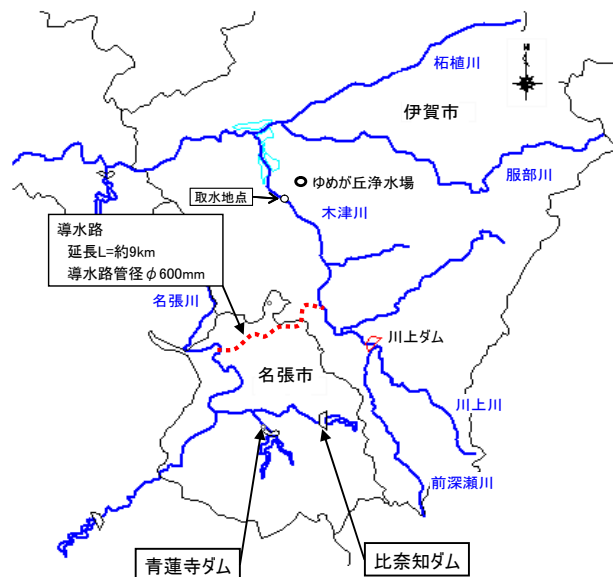 柘植川
N
伊賀市
服部川
ゆめが丘浄水場
取水地点
木津川
導水路
延長L=約9km
導水路管径φ600mm
名張川
川上ダム
名張市
川上川
前深瀬川
青蓮寺ダム
比奈知ダム